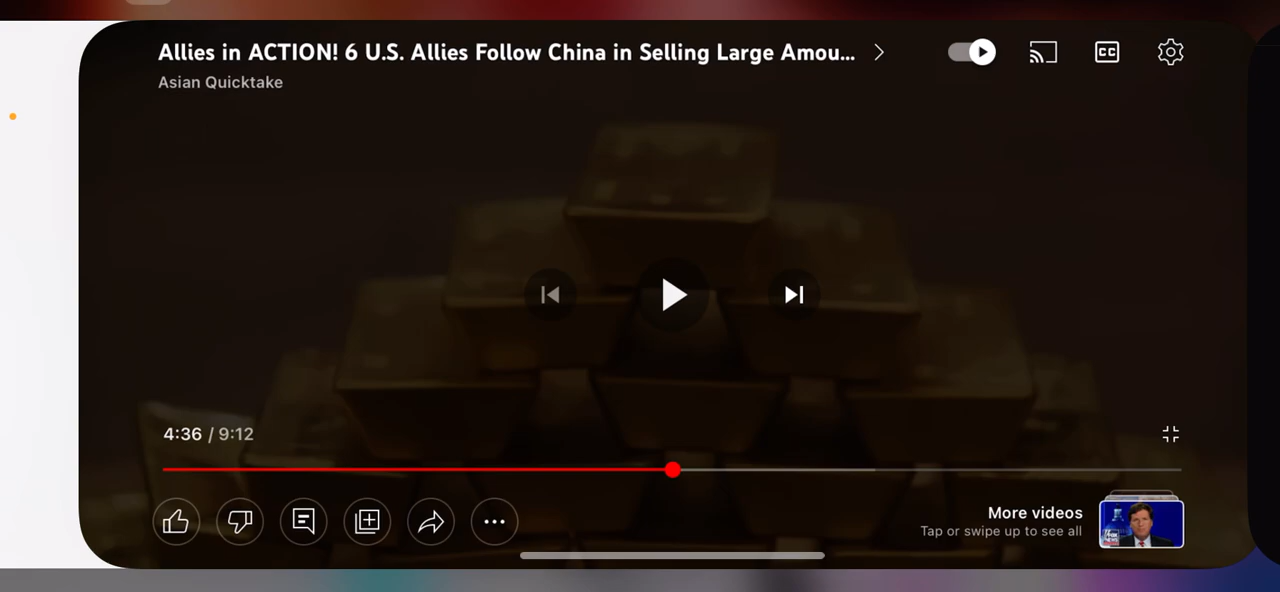 Allies in ACTION! 6 U.S. Allies Follow China in Selling Large Amou...
Asian Quicktake
CC
4:36 / 9:12
More videos
Tap or swipe up to see all